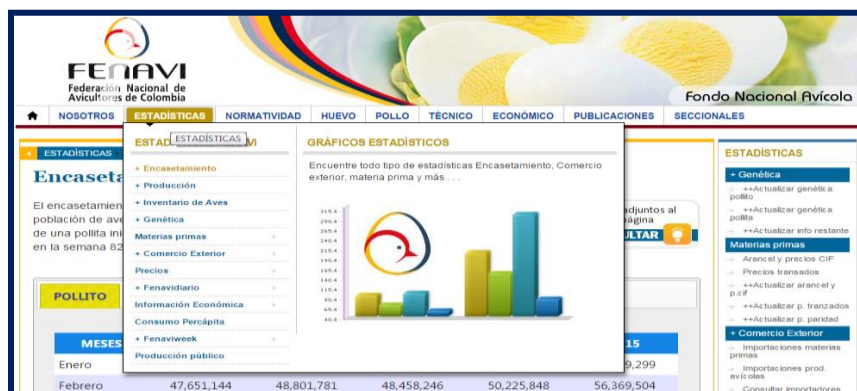 FENAVI
Federación Nacional de
Avicultores de Colombia
Fondo Nacional Avícola
NOSOTROS ESTADÍSTICAS NORMATIVIDAD HUEVO POLLO TÉCNICO ECONÓMICO PUBLICACIONES SECCIONALES
ESTADÍSTICAS
ESTADÍSTICAS
Encaseta
El encasetamien
población de ave
de una pollita ini
en la semana 82
+ Encasetamiento
+ Producción
+ Inventario de Aves
+ Genética
Materias primas
+ Comercio Exterior
Precios
+ Fenavidiario
Información Económica
Consumo Percápita
+ Fenaviweek
Producción público
GRÁFICOS ESTADÌSTICOS
Encuentre todo tipo de estadísticas Encasetamiento, Comercio
exterior, materia prima y más . . .
adjuntos al
ágina
ULTAR
POLLITO
MESES 15
Enero 9,299
Febrero 47,651,144 48,801,781 48,458,246 50,225,848 56,369,504
ESTADÍSTICAS
+ Genética
++Actualizar genética
pollito
++Actualizar genética
pollita
++Actualizar info restante
Materias primas
Arancel y precios CIF
Precios transados
++Actualizar arancel y
p.cif
++Actualizar p. tranzados
++Actualizar p. paridad
+ Comercio Exterior
Importaciones materias
primas
Importaciones prod.
avícolas
Consultar importadores